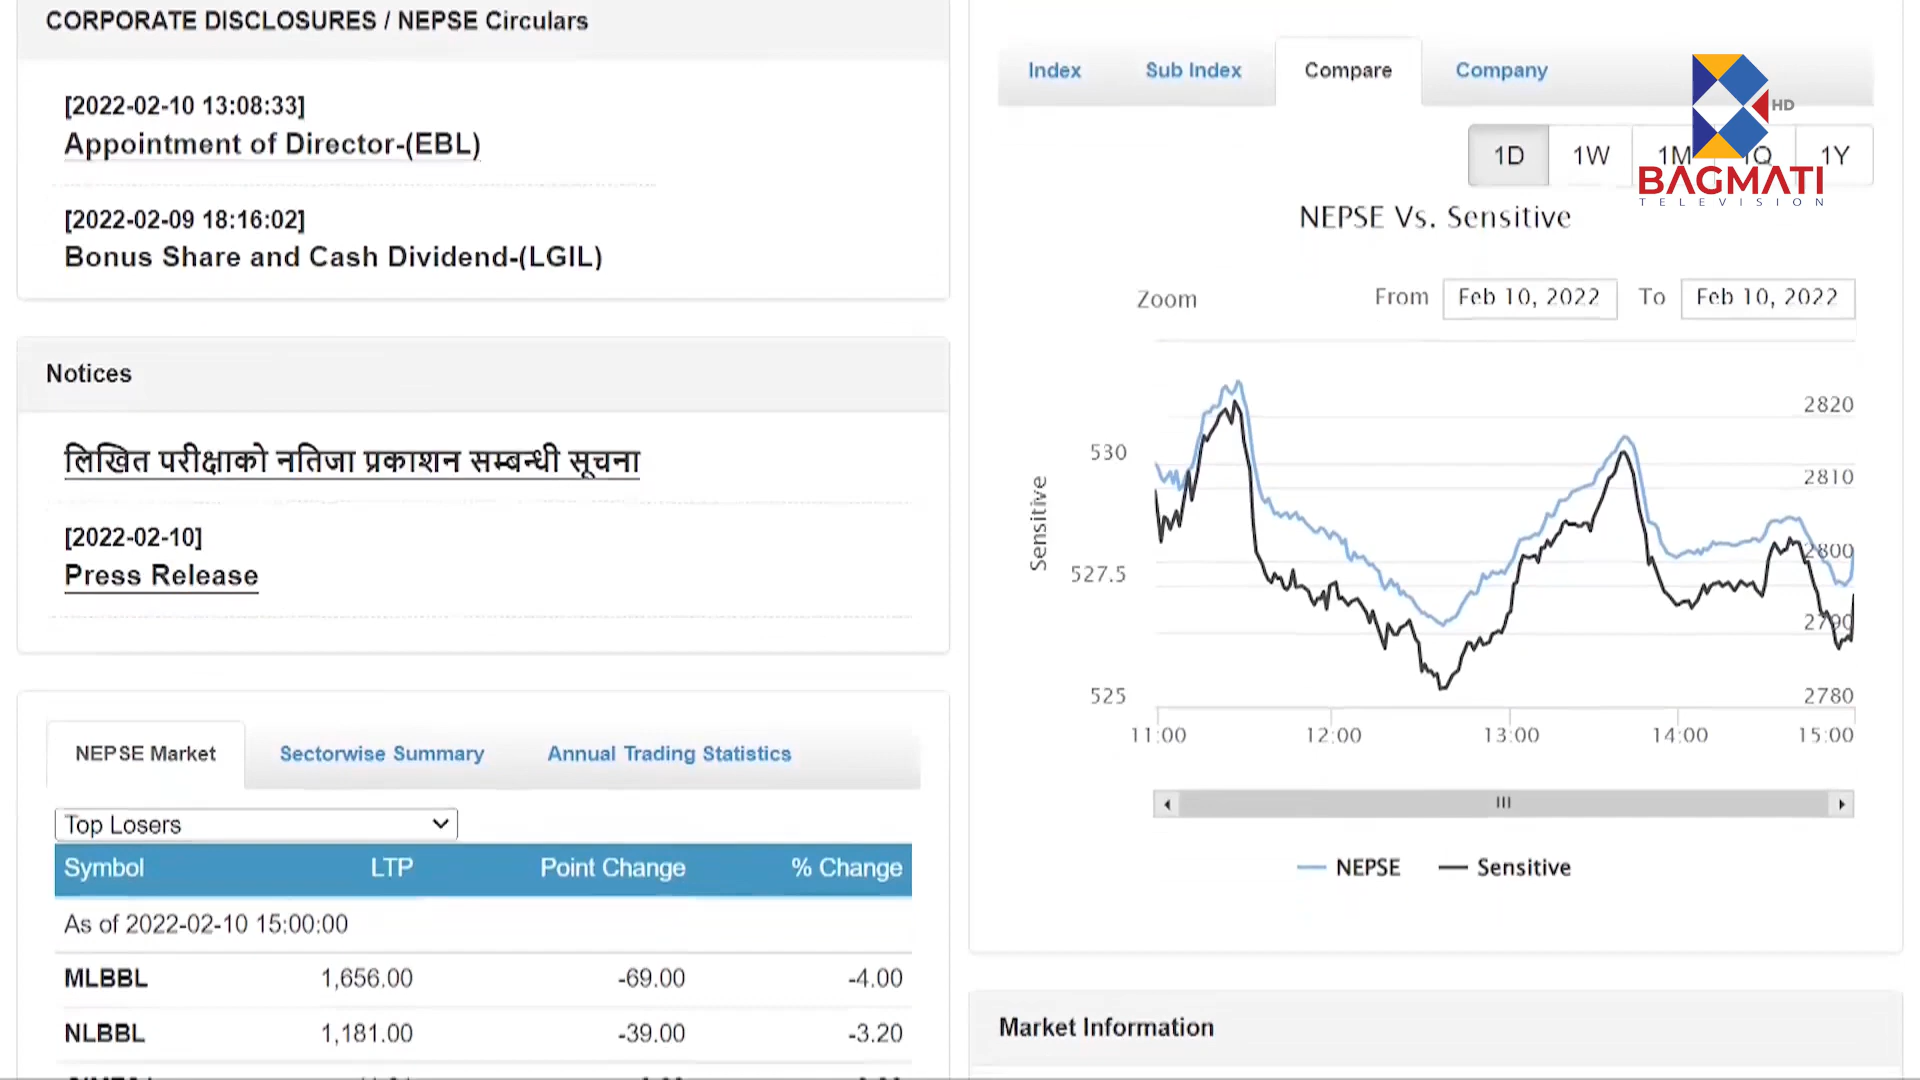 CORPORATE DISCLOSURES / NEPSE Circulars
[2022-02-10 13:08:33]
Appointment of Director-(EBL)
[2022-02-09 18:16:02]
Bonus Share and Cash Dividend-(LGIL)
Notices
लिखित परीक्षाको नतिजा प्रकाशन सम्बन्धी सूचना
[2022-02-10]
Press Release
NEPSE Market Sectorwise Summary Annual Trading Statistics
Top Losers
Symbol LTP Point Change % Change
As of 2022-02-10 15:00:00
MLBBL 1,656.00 -69.00 -4.00
NLBBL 1,181.00 -39.00 -3.20
Index Sub Index Compare Company
HD
BAGMATI
TELEVISION
1D 1W 1M 1Q 1Y
NEPSE Vs. Sensitive
Zoom From Feb 10, 2022 To Feb 10, 2022
Sensitive
530
527.5
525
2820
2810
2800
2790
2780
11:00 12:00 13:00 14:00 15:00
NEPSE Sensitive
Market Information